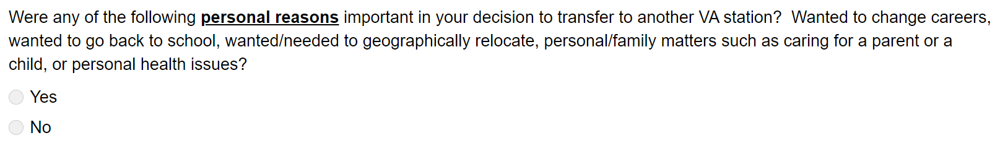 Were any of the following personal reasons important in your decision to transfer to another VA station?  Wanted to change careers,
wanted to go back to school, wanted/needed to geographically relocate, personal/family matters such as caring for a parent or a
child, or personal health issues?
Yes
No